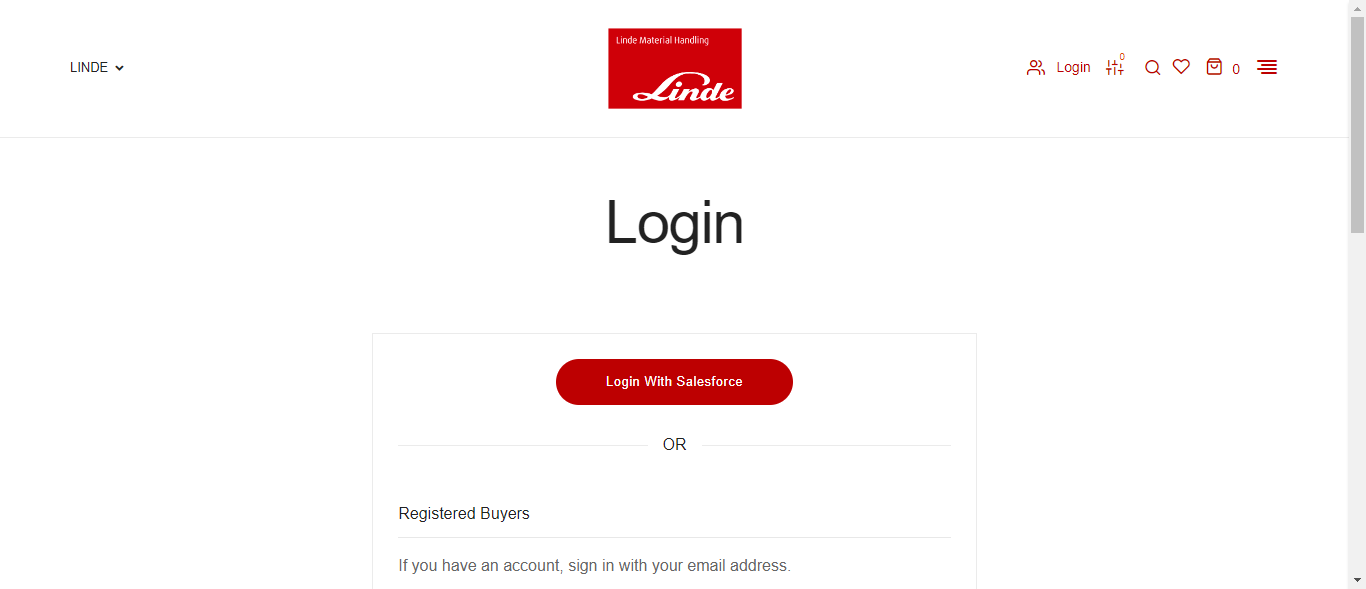 LINDE
Linde Material Handling
Linde
Login
0
0
Login
Login With Salesforce
OR
Registered Buyers
If you have an account, sign in with your email address.